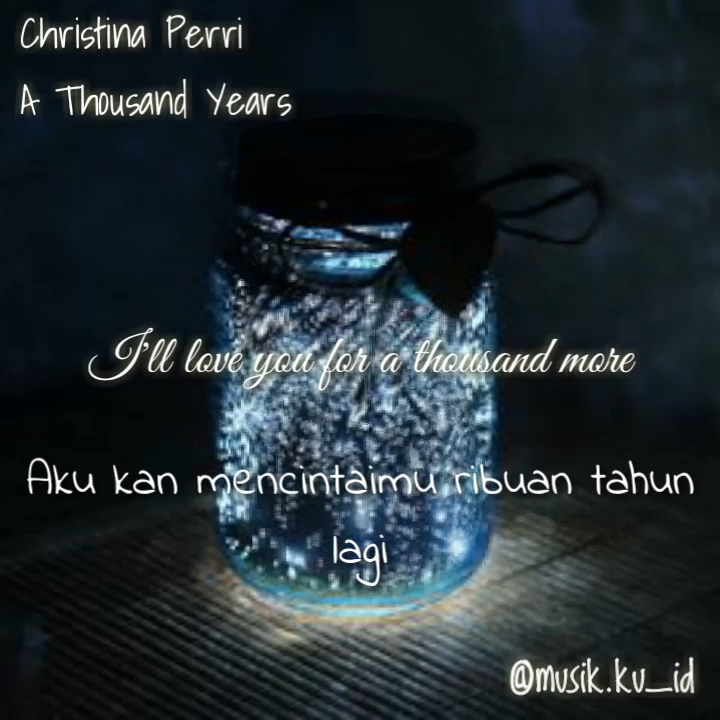 Christina Perri
A Thousand Years
I'll love you for a thousand more
Aku kan mencintaimu ribuan tahun
lagi
@musik.ku_id